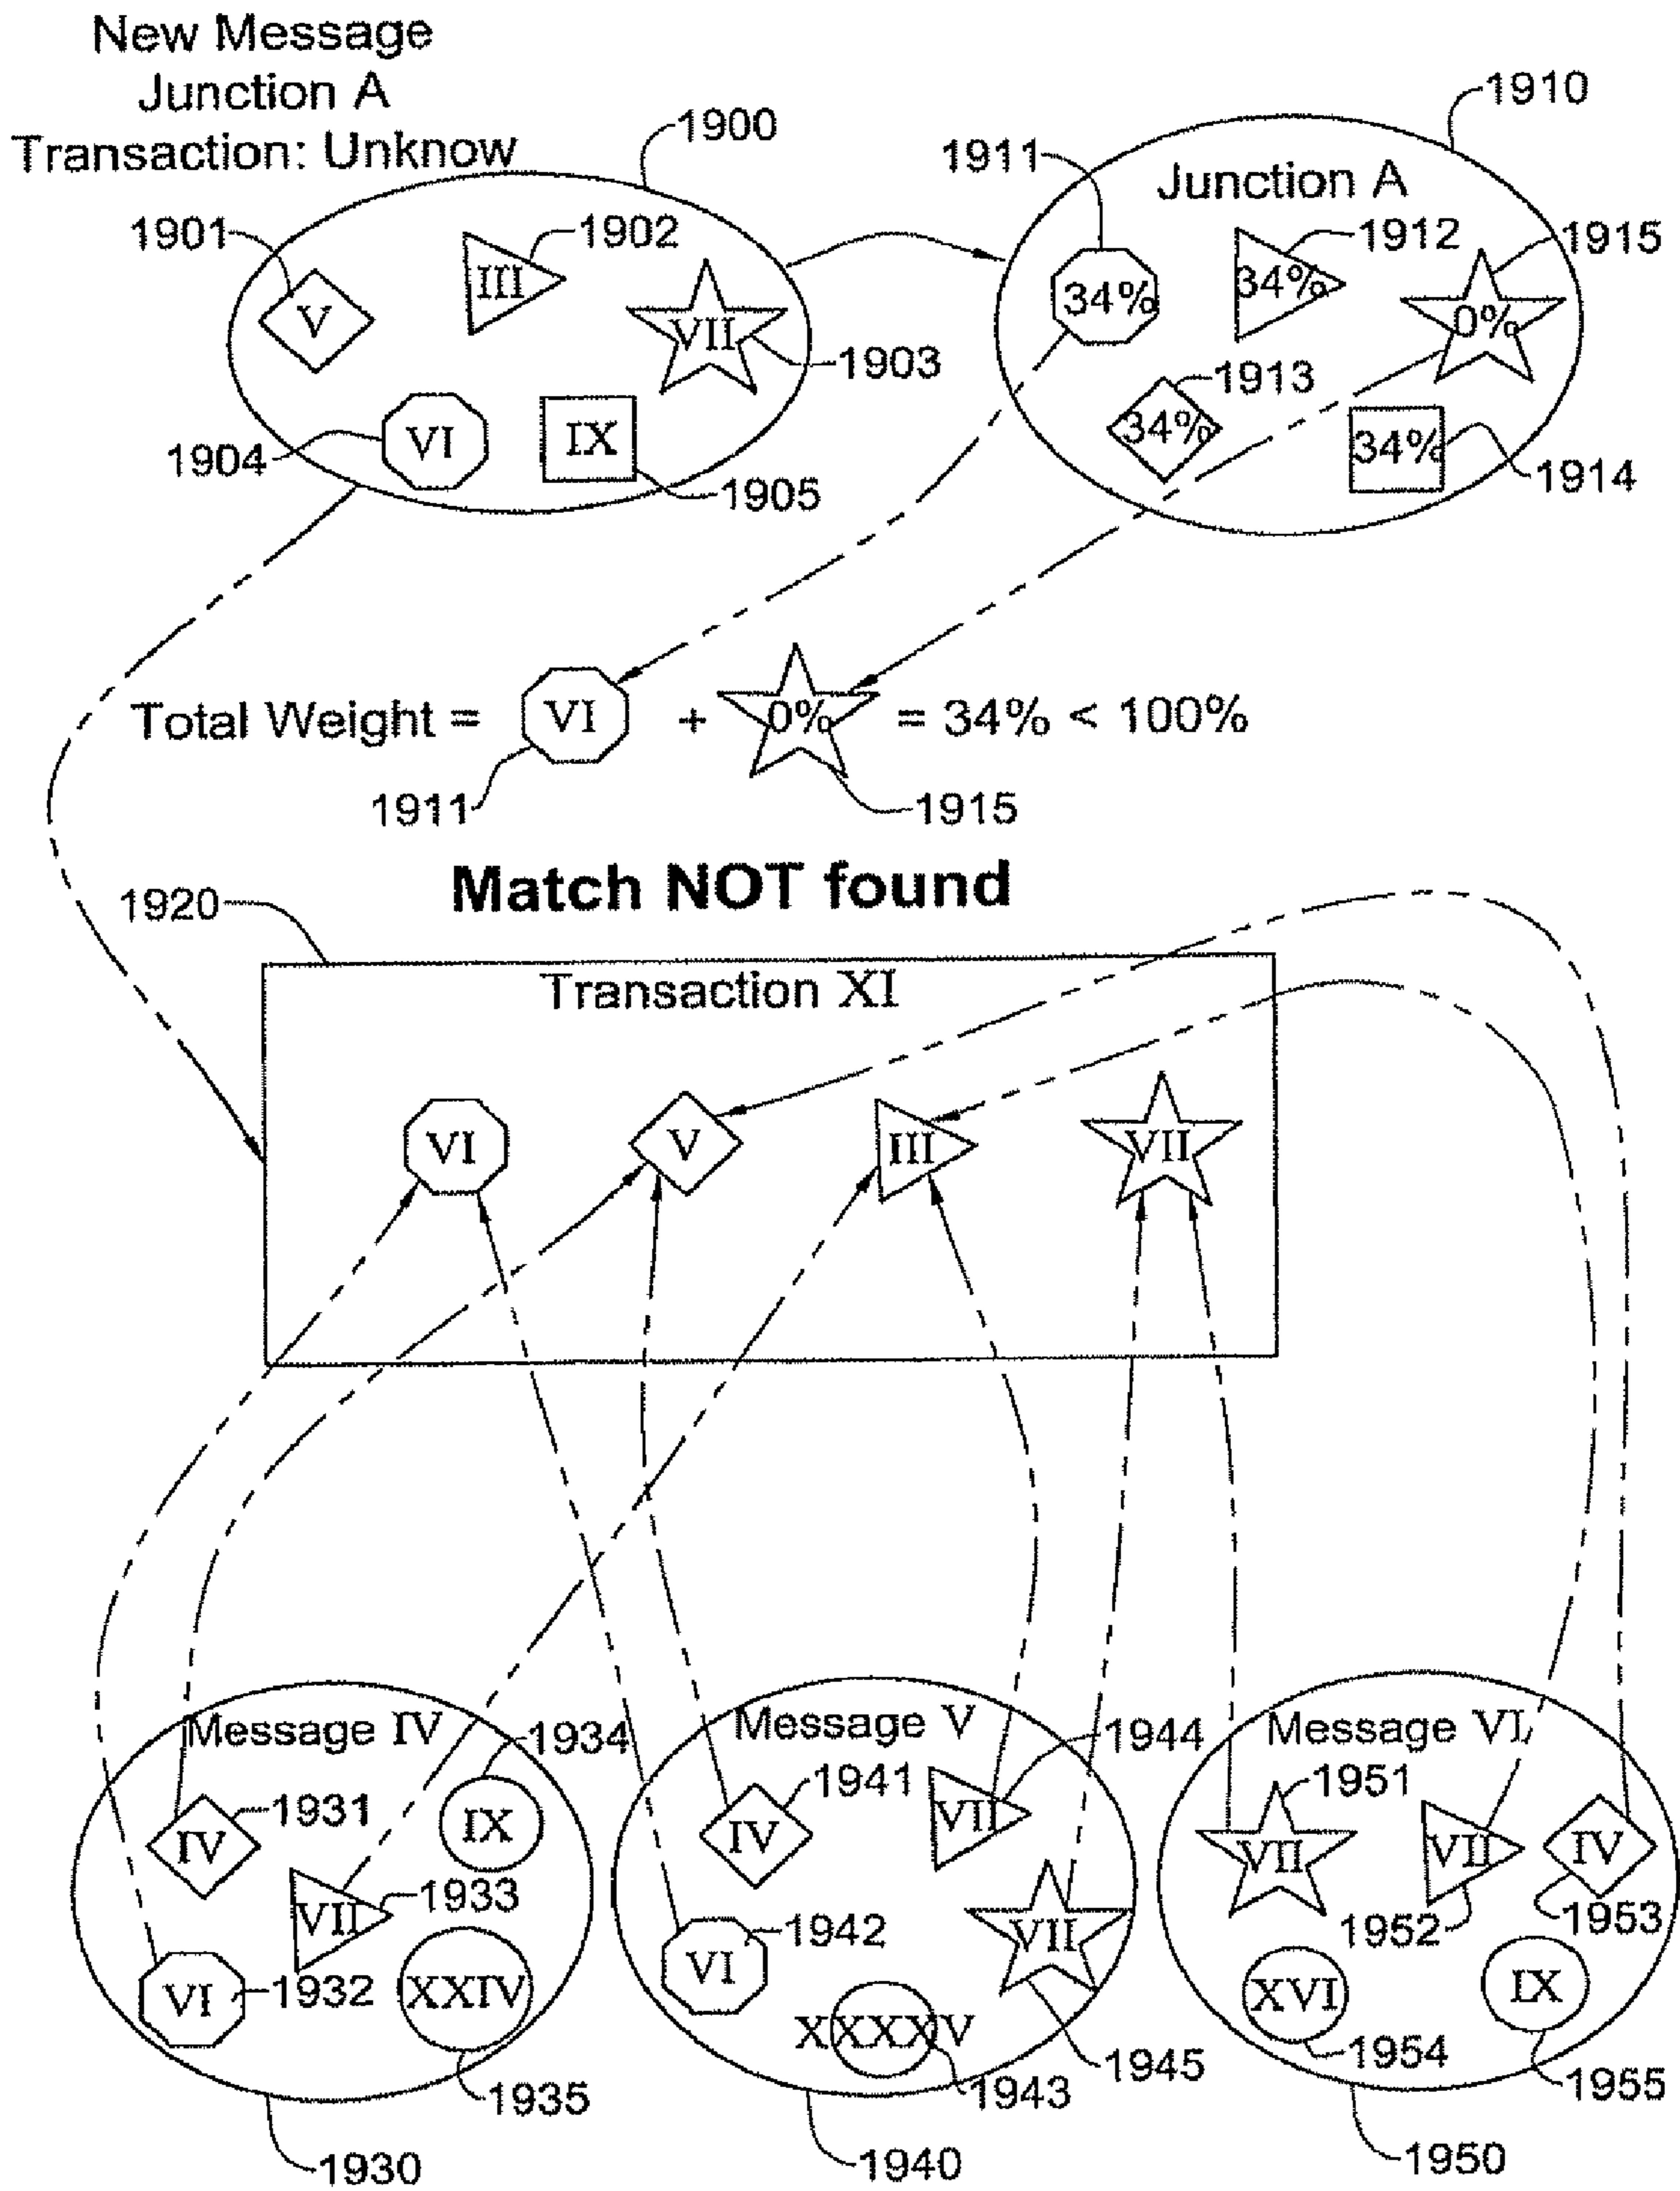 New Message
Junction A
Transaction: Unknow
1900
1910
1911
Junction A
1901
1902
1912
1915
V
III
VII
34%
34%
0%
1903
1913
34%
34%
1904
VI
IX
1905
1914
Total Weight = VI + 0% = 34% < 100%
1911
1915
Match NOT found
1920
Transaction XI
VI
V
III
VII
Message IV
1934
IV
1931
IX
VII
1933
VI
1932
XXIV
1935
1930
Message V
1944
1941
IV
VII
1942
VI
VII
XXXXV
1943
1945
1940
Message VI
1951
VII
VII
IV
1952
1953
XVI
IX
1954
1955
1950